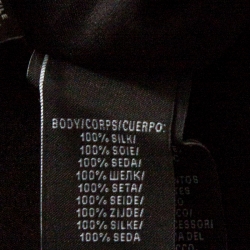 BODY/CORPS/CUERPO:
100% SILK/
100% SOIE/
100% SEDA/
100% ШЕЛК/
100% SETA/
100% SEIDE/
100% ZIJDE/
100% SILKE/
100% SEDA